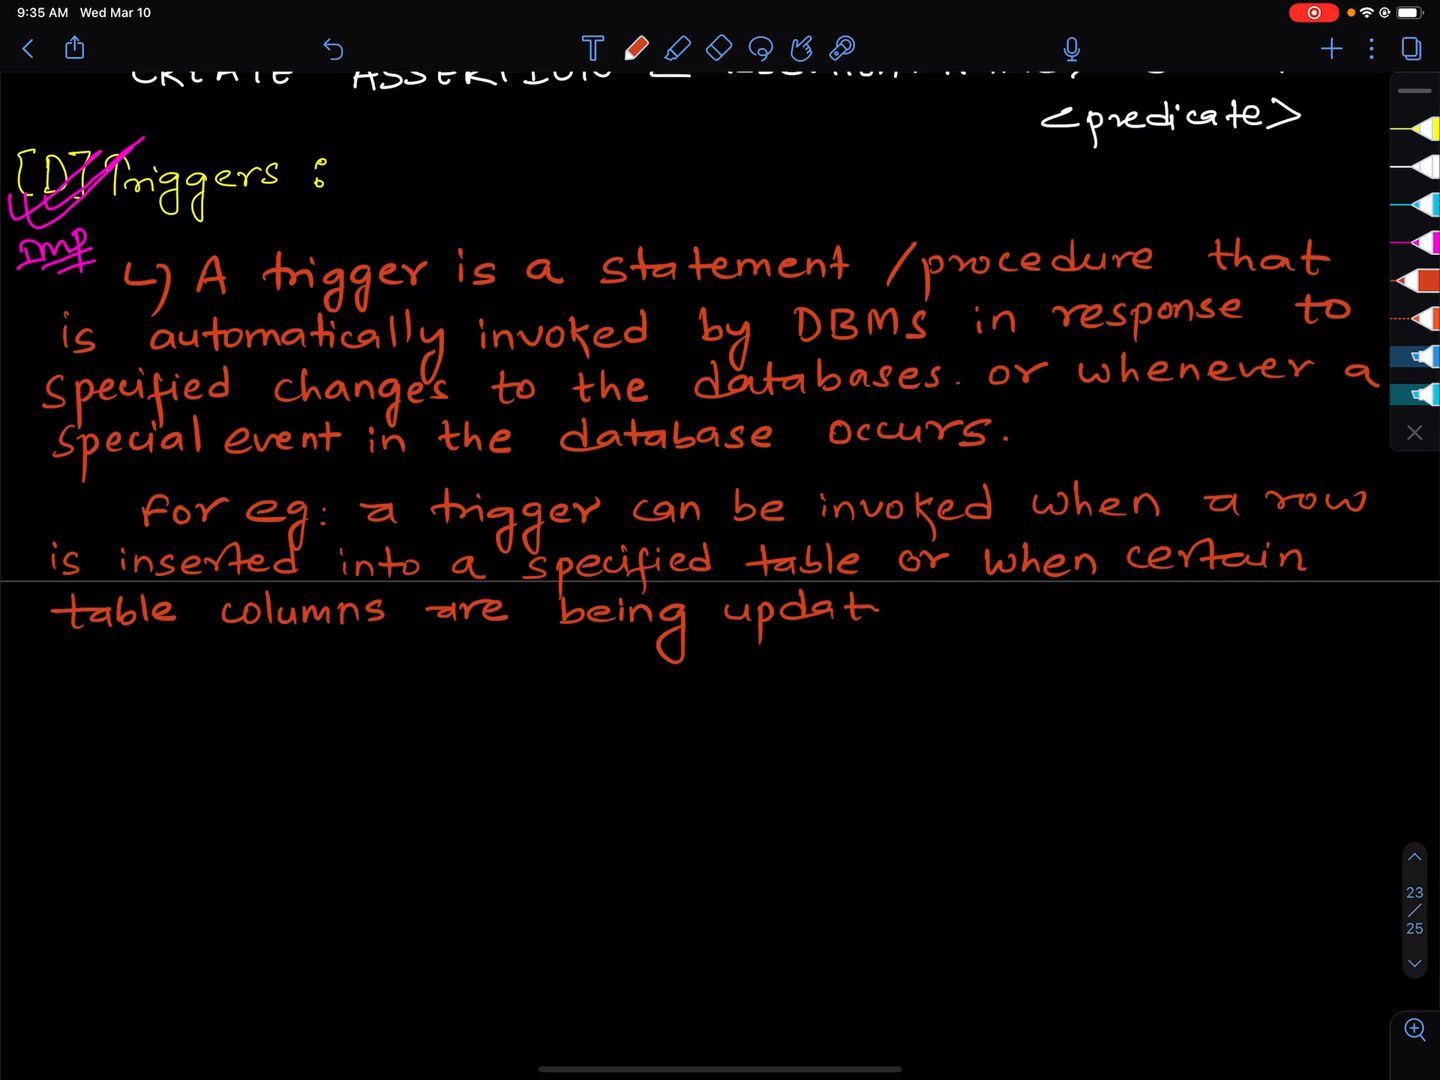 9:35 AM Wed Mar 10
CREATE ASSERTION
<predicate>
[D] Triggers :
Imp
↳ A trigger is a statement /procedure that
is automatically invoked by DBMS in response to
specified changes to the databases. or whenever a
special event in the database occurs.
for eg: a trigger can be invoked when a row
is inserted into a specified table or when certain
table columns are being updat
23
/
25